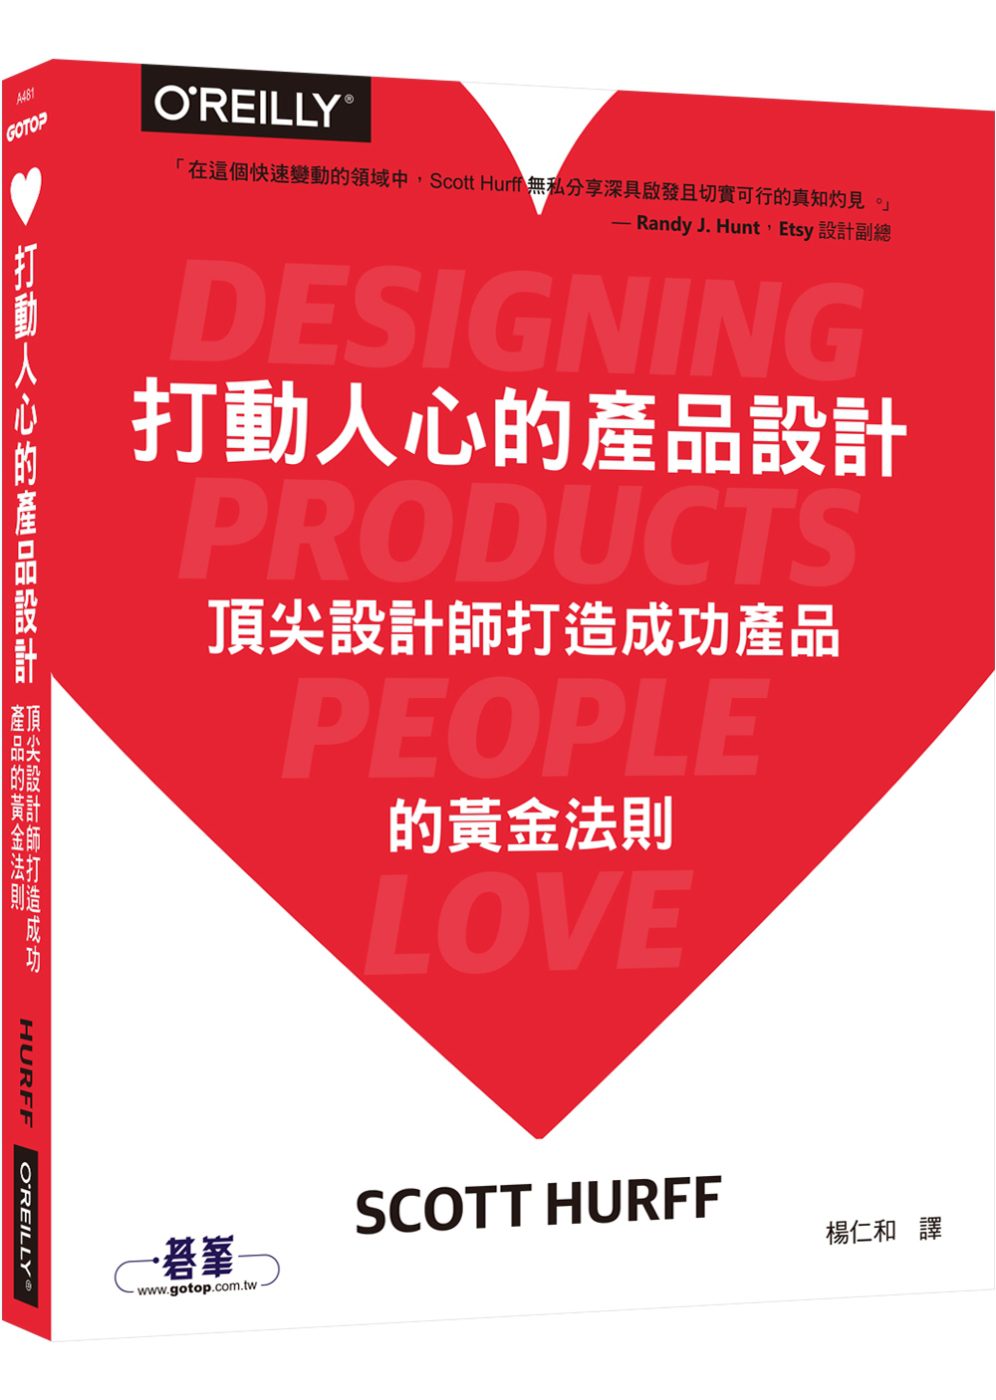 O'REILLY®
「在這個快速變動的領域中，Scott Hurff 無私分享深具啟發且切實可行的真知灼見。」
— Randy J. Hunt，Etsy 設計副總
DESIGNING
打動人心的產品設計
PRODUCTS
頂尖設計師打造成功產品
PEOPLE
的黃金法則
LOVE
SCOTT HURFF
楊仁和 譯
碁峯
www.gotop.com.tw
A481
GOTOP
打動人心的產品設計
頂尖設計師打造成功
產品的黃金法則
HURFF
O'REILLY®